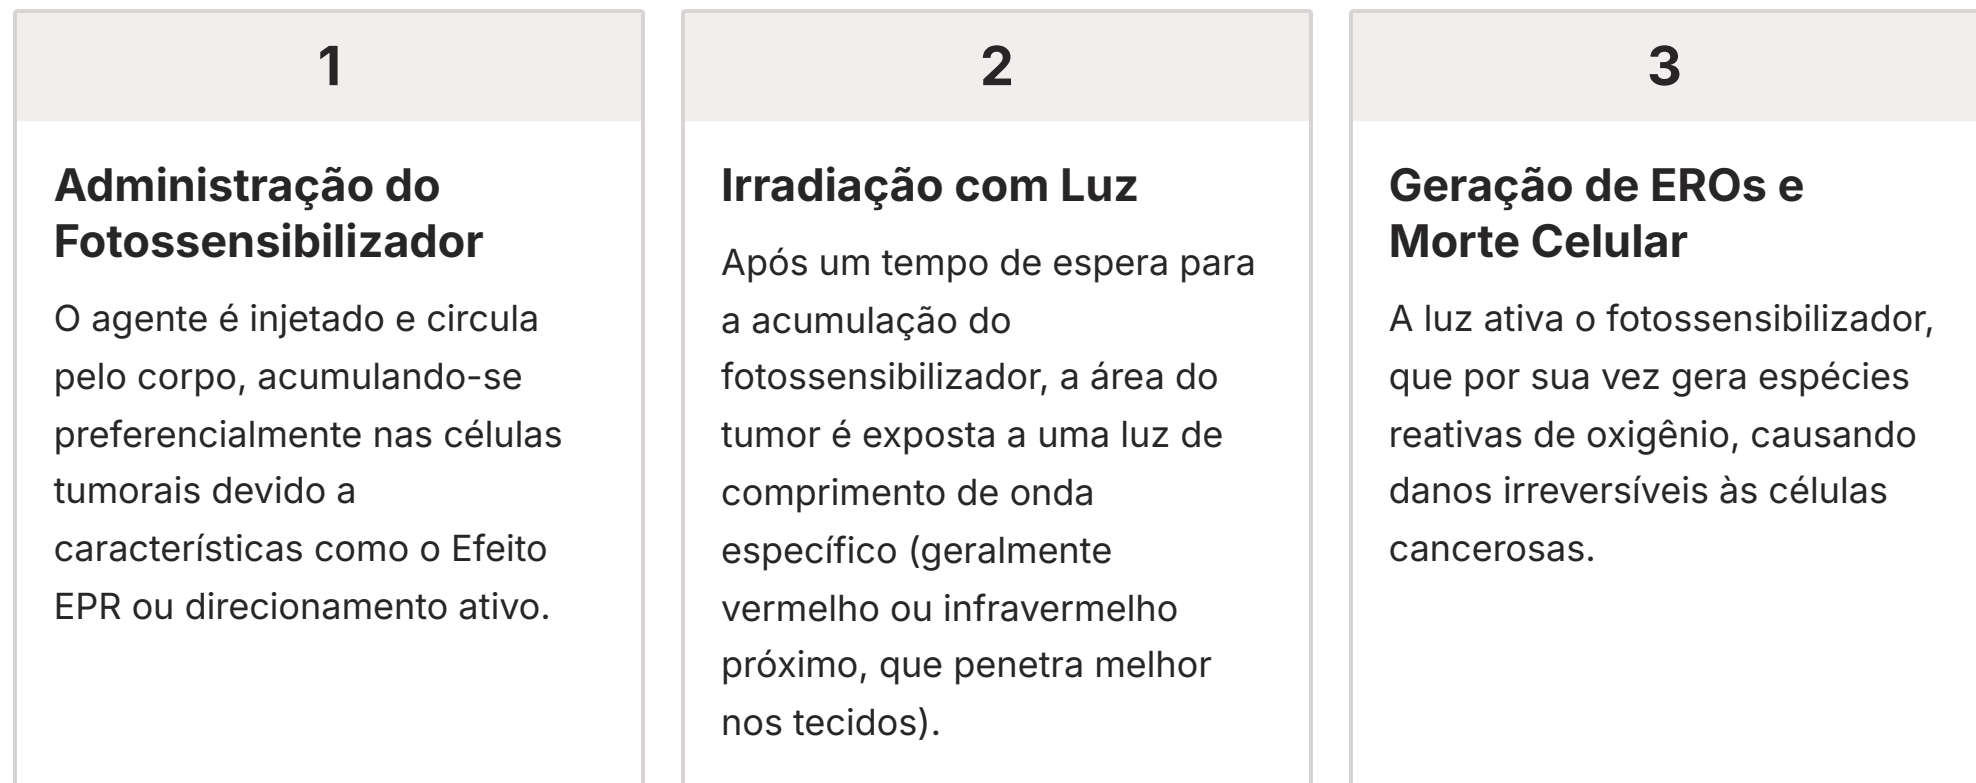 1
Administração do
Fotossensibilizador
O agente é injetado e circula
pelo corpo, acumulando-se
preferencialmente nas células
tumorais devido a
características como o Efeito
EPR ou direcionamento ativo.
2
Irradiação com Luz
Após um tempo de espera para
a acumulação do
fotossensibilizador, a área do
tumor é exposta a uma luz de
comprimento de onda
específico (geralmente
vermelho ou infravermelho
próximo, que penetra melhor
nos tecidos).
3
Geração de EROs e
Morte Celular
A luz ativa o fotossensibilizador,
que por sua vez gera espécies
reativas de oxigênio, causando
danos irreversíveis às células
cancerosas.